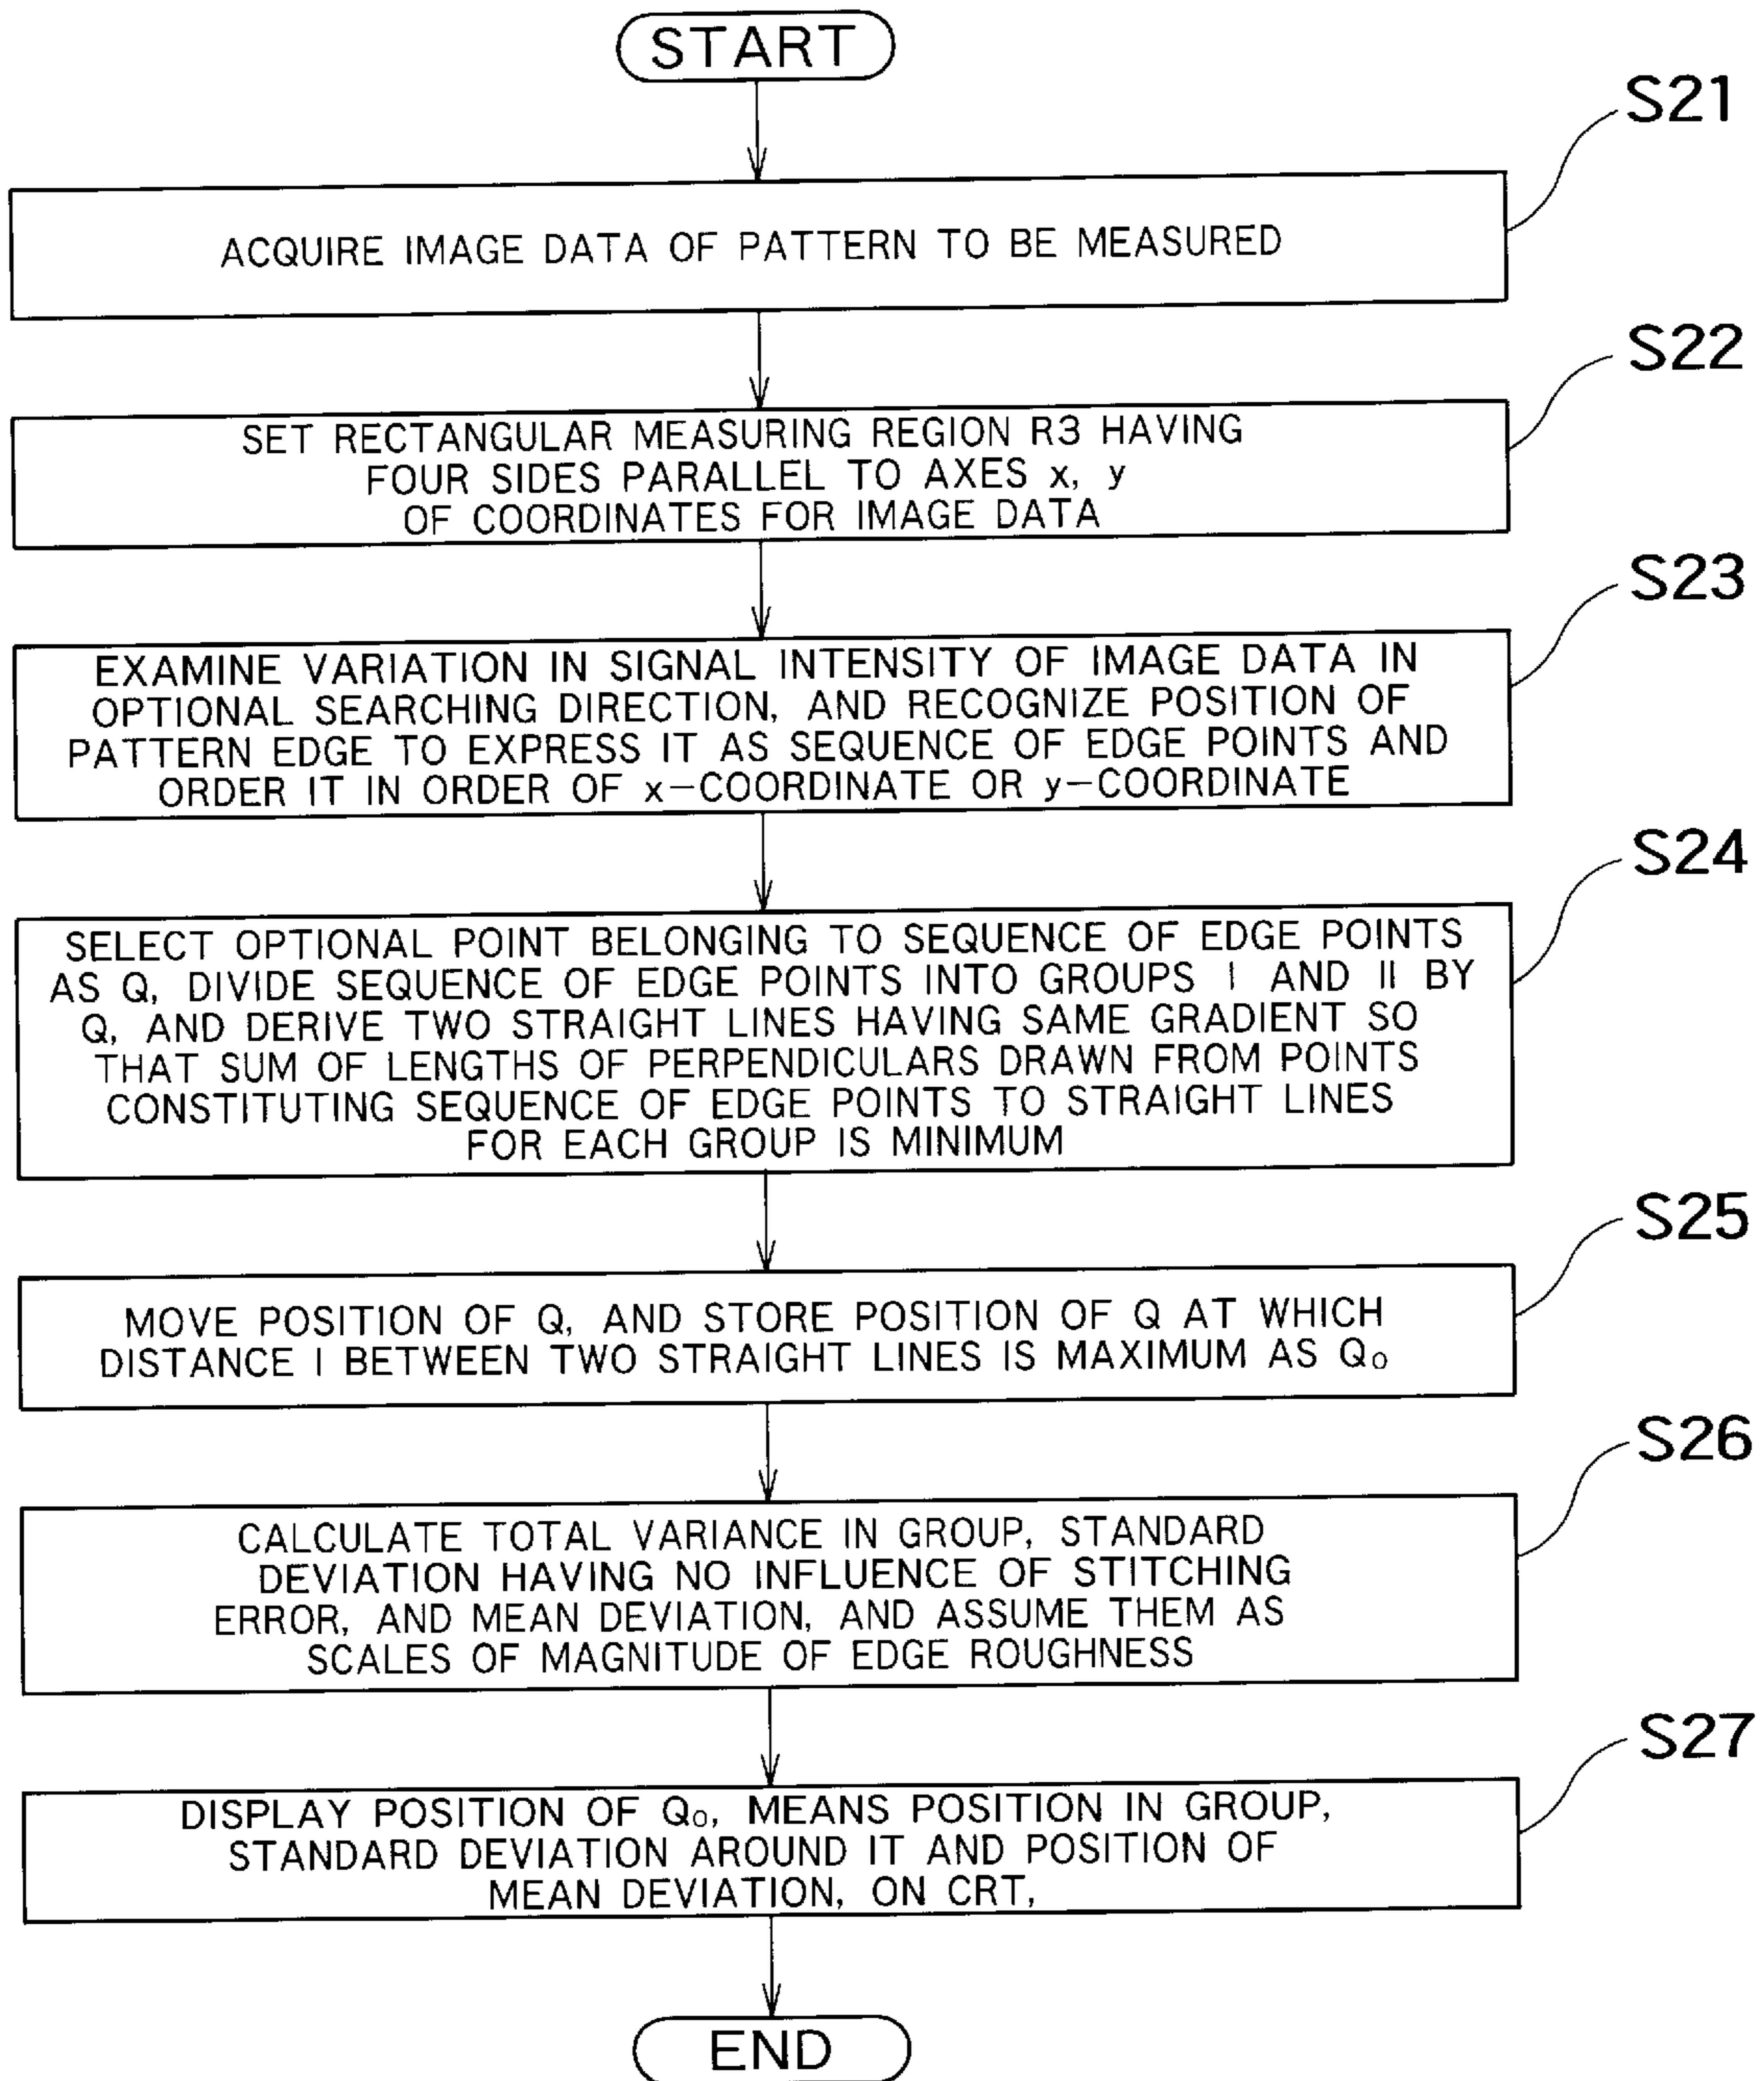 START
S21
ACQUIRE IMAGE DATA OF PATTERN TO BE MEASURED
S22
SET RECTANGULAR MEASURING REGION R3 HAVING
FOUR SIDES PARALLEL TO AXES x, y
OF COORDINATES FOR IMAGE DATA
S23
EXAMINE VARIATION IN SIGNAL INTENSITY OF IMAGE DATA IN
OPTIONAL SEARCHING DIRECTION, AND RECOGNIZE POSITION OF
PATTERN EDGE TO EXPRESS IT AS SEQUENCE OF EDGE POINTS AND
ORDER IT IN ORDER OF x-COORDINATE OR y-COORDINATE
S24
SELECT OPTIONAL POINT BELONGING TO SEQUENCE OF EDGE POINTS
AS Q, DIVIDE SEQUENCE OF EDGE POINTS INTO GROUPS I AND II BY
Q, AND DERIVE TWO STRAIGHT LINES HAVING SAME GRADIENT SO
THAT SUM OF LENGTHS OF PERPENDICULARS DRAWN FROM POINTS
CONSTITUTING SEQUENCE OF EDGE POINTS TO STRAIGHT LINES
FOR EACH GROUP IS MINIMUM
S25
MOVE POSITION OF Q, AND STORE POSITION OF Q AT WHICH
DISTANCE l BETWEEN TWO STRAIGHT LINES IS MAXIMUM AS Q₀
S26
CALCULATE TOTAL VARIANCE IN GROUP, STANDARD
DEVIATION HAVING NO INFLUENCE OF STITCHING
ERROR, AND MEAN DEVIATION, AND ASSUME THEM AS
SCALES OF MAGNITUDE OF EDGE ROUGHNESS
S27
DISPLAY POSITION OF Q₀, MEANS POSITION IN GROUP,
STANDARD DEVIATION AROUND IT AND POSITION OF
MEAN DEVIATION, ON CRT,
END